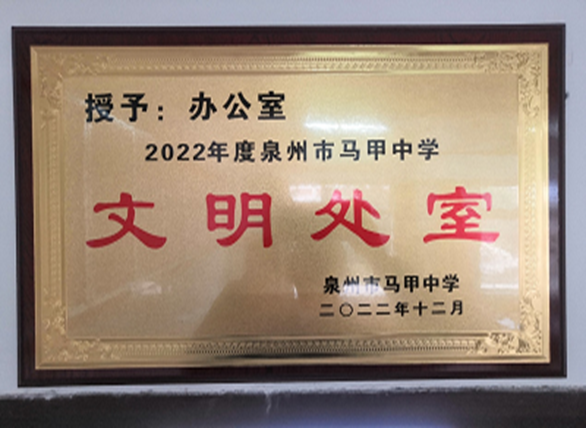 授予：办公室
2022年度泉州市马甲中学
文明处室
泉州市马甲中学
二〇二二年十二月